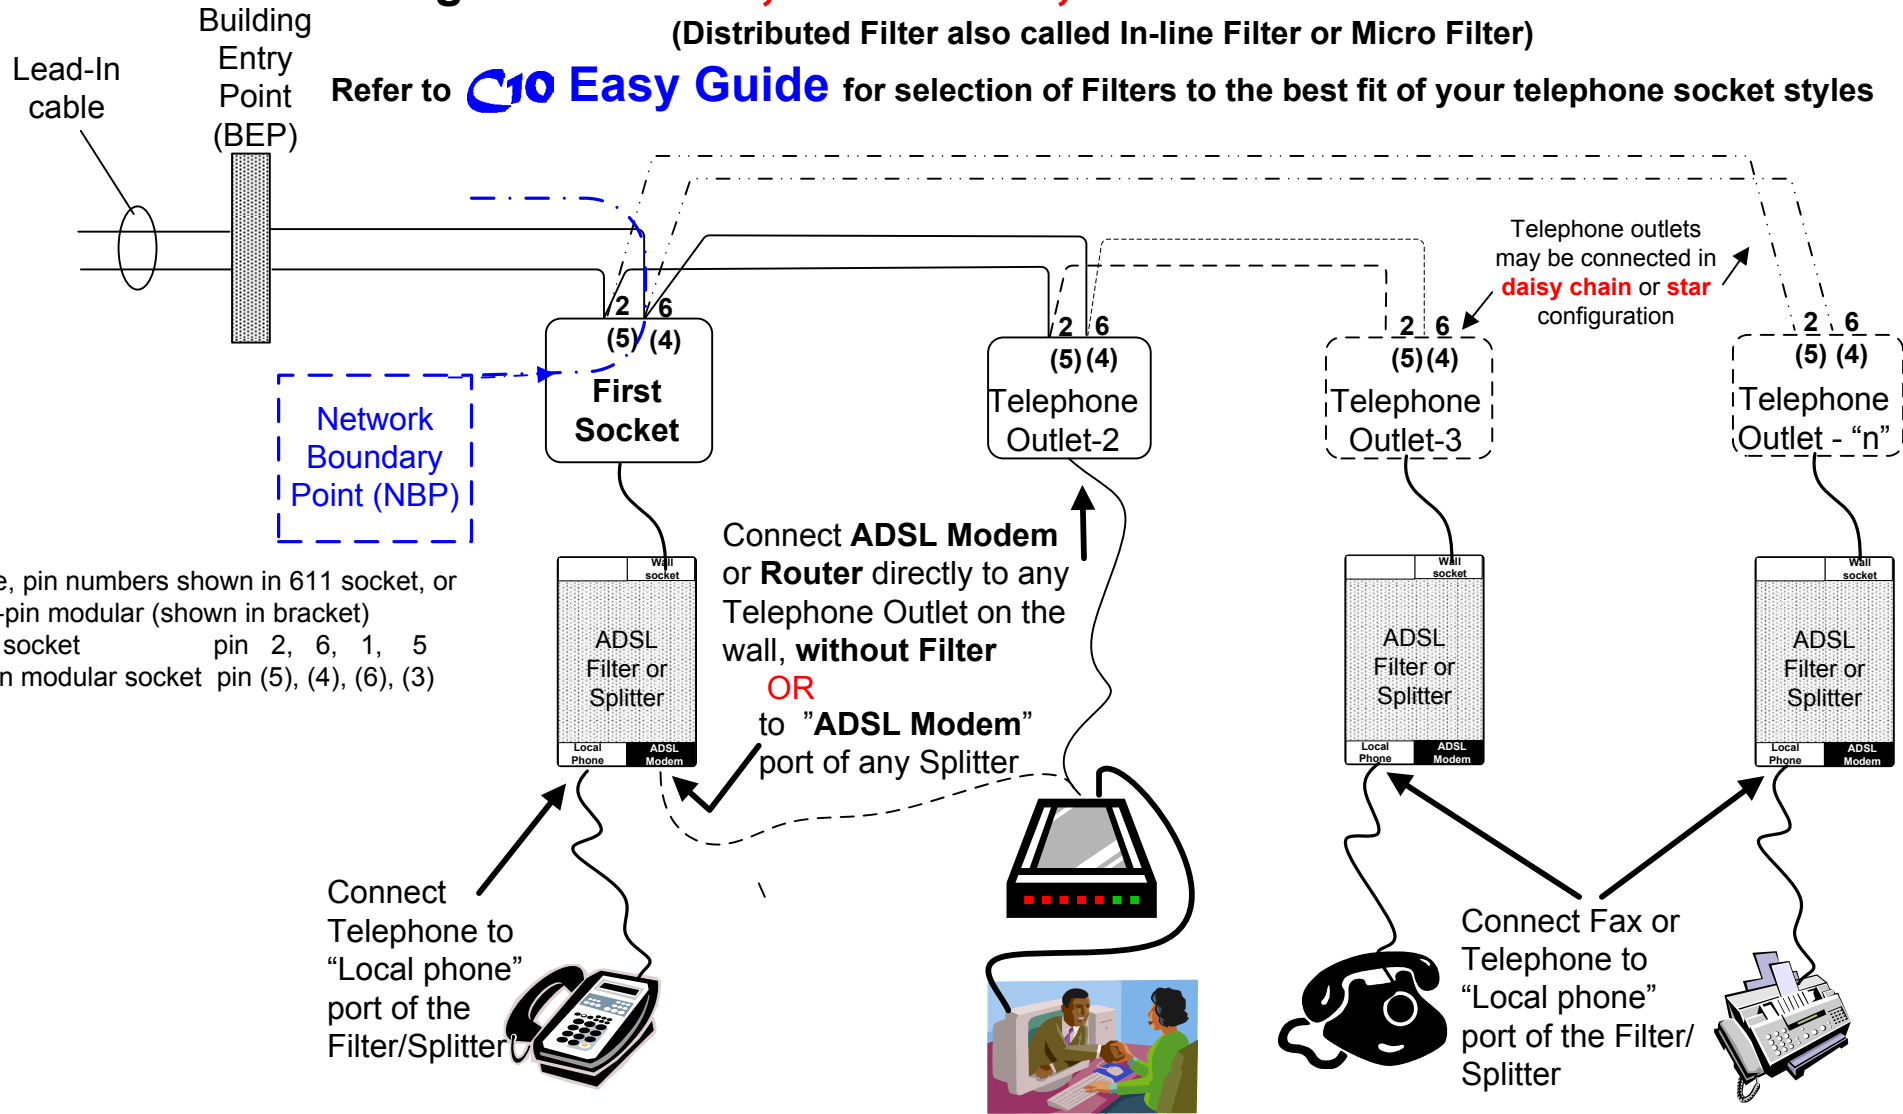 (Distributed Filter also called In-line Filter or Micro Filter)
Refer to C10 Easy Guide for selection of Filters to the best fit of your telephone socket styles
Building
Entry
Point
(BEP)
Lead-In
cable
Telephone outlets
may be connected in
daisy chain or star
configuration
2 6
(5) (4)
First
Socket
2 6
(5) (4)
Telephone
Outlet-2
2 6
(5) (4)
Telephone
Outlet-3
2 6
(5) (4)
Telephone
Outlet - “n”
Network
Boundary
Point (NBP)
, pin numbers shown in 611 socket, or
-pin modular (shown in bracket)
socket pin 2, 6, 1, 5
modular socket pin (5), (4), (6), (3)
Connect ADSL Modem
or Router directly to any
Telephone Outlet on the
wall, without Filter
OR
to ”ADSL Modem”
port of any Splitter
Wall
socket
ADSL
Filter or
Splitter
Local
Phone
ADSL
Modem
Wall
socket
ADSL
Filter or
Splitter
Local
Phone
ADSL
Modem
Wall
socket
ADSL
Filter or
Splitter
Local
Phone
ADSL
Modem
Connect
Telephone to
“Local phone”
port of the
Filter/Splitter
Connect Fax or
Telephone to
“Local phone”
port of the Filter/
Splitter